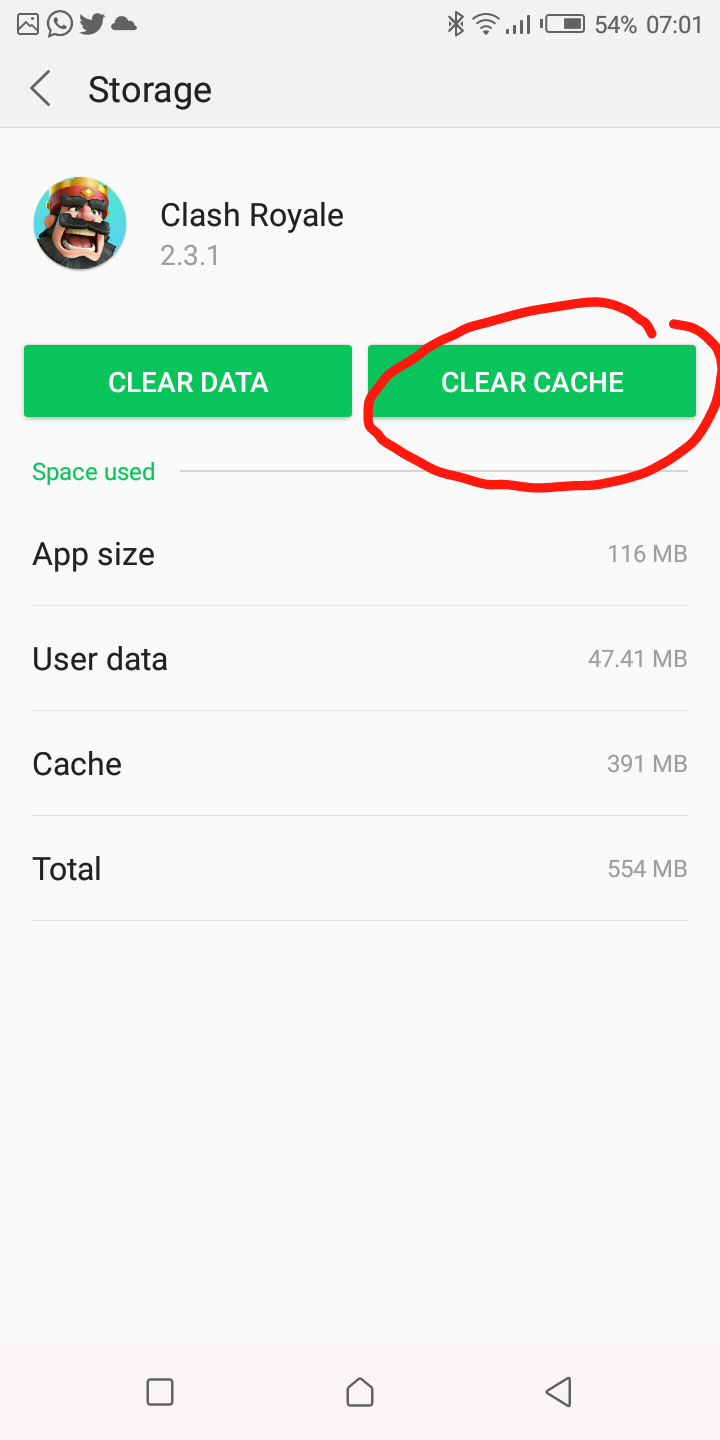 54% 07:01
Storage
Clash Royale
2.3.1
CLEAR DATA CLEAR CACHE
Space used
App size 116 MB
User data 47.41 MB
Cache 391 MB
Total 554 MB